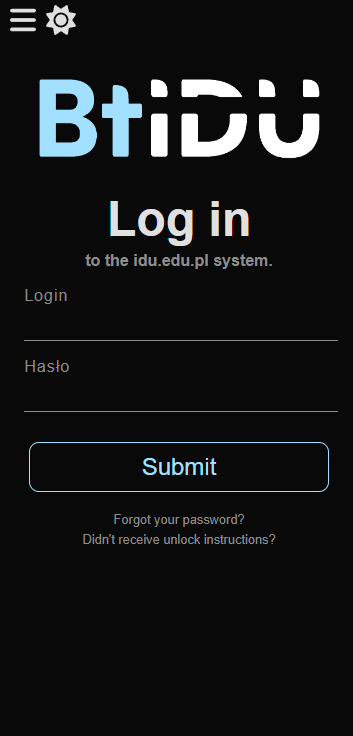 BtIDU
Log in
to the idu.edu.pl system.
Login
Hasło
Submit
Forgot your password?
Didn't receive unlock instructions?